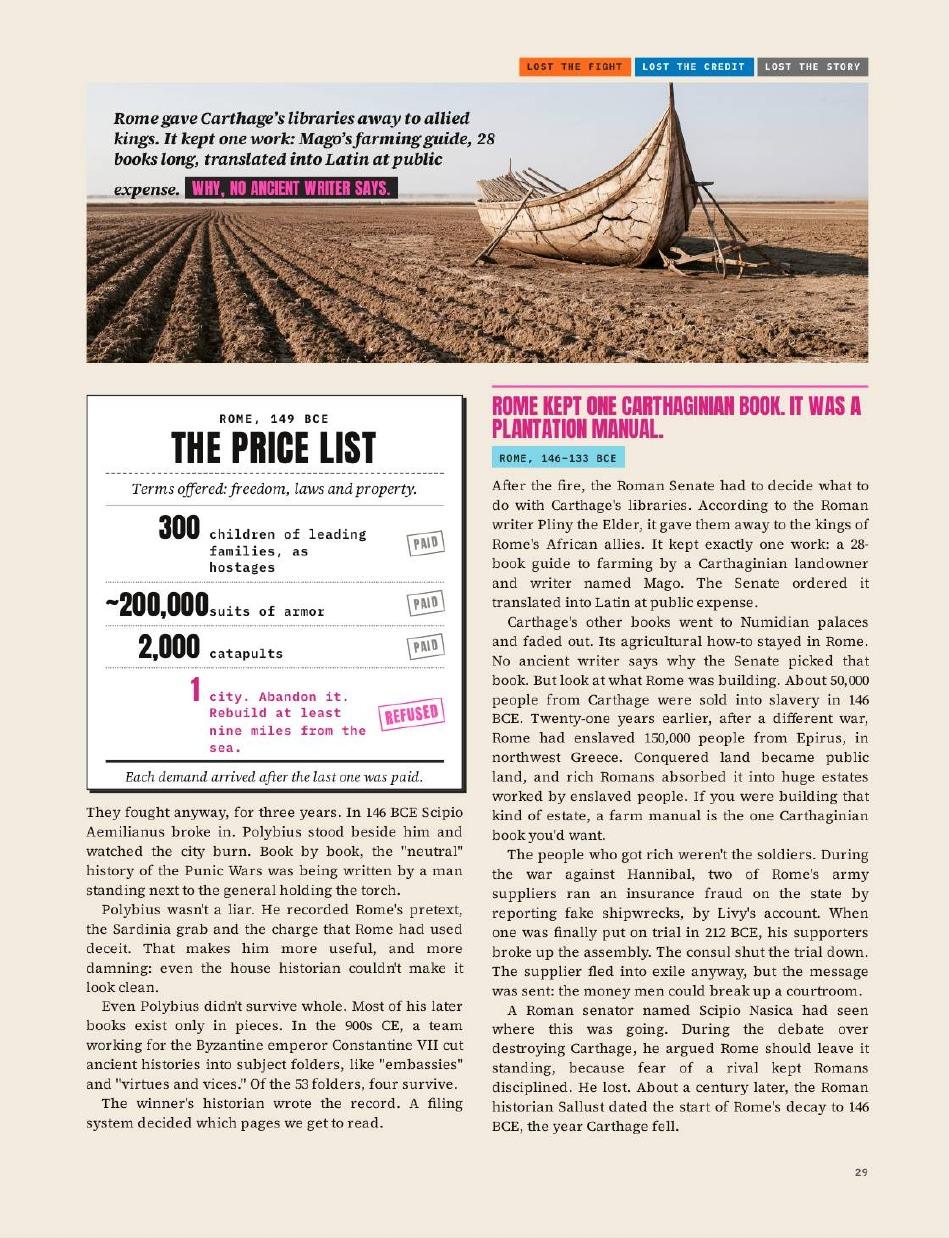 LOST THE FIGHT LOST THE CREDIT LOST THE STORY
Rome gave Carthage's libraries away to allied
kings. It kept one work: Mago's farming guide, 28
books long, translated into Latin at public
expense. WHY, NO ANCIENT WRITER SAYS.
ROME, 149 BCE
THE PRICE LIST
Terms offered: freedom, laws and property.
300 children of leading
families, as
hostages
PAID
~200,000 suits of armor PAID
2,000 catapults PAID
1 city. Abandon it.
Rebuild at least
nine miles from the
sea.
REFUSED
Each demand arrived after the last one was paid.
They fought anyway, for three years. In 146 BCE Scipio
Aemilianus broke in. Polybius stood beside him and
watched the city burn. Book by book, the "neutral"
history of the Punic Wars was being written by a man
standing next to the general holding the torch.
Polybius wasn't a liar. He recorded Rome's pretext,
the Sardinia grab and the charge that Rome had used
deceit. That makes him more useful, and more
damning: even the house historian couldn't make it
look clean.
Even Polybius didn't survive whole. Most of his later
books exist only in pieces. In the 900s CE, a team
working for the Byzantine emperor Constantine VII cut
ancient histories into subject folders, like "embassies"
and "virtues and vices." Of the 53 folders, four survive.
The winner's historian wrote the record. A filing
system decided which pages we get to read.
ROME KEPT ONE CARTHAGINIAN BOOK. IT WAS A
PLANTATION MANUAL.
ROME, 146–133 BCE
After the fire, the Roman Senate had to decide what to
do with Carthage's libraries. According to the Roman
writer Pliny the Elder, it gave them away to the kings of
Rome's African allies. It kept exactly one work: a 28-
book guide to farming by a Carthaginian landowner
and writer named Mago. The Senate ordered it
translated into Latin at public expense.
Carthage's other books went to Numidian palaces
and faded out. Its agricultural how-to stayed in Rome.
No ancient writer says why the Senate picked that
book. But look at what Rome was building. About 50,000
people from Carthage were sold into slavery in 146
BCE. Twenty-one years earlier, after a different war,
Rome had enslaved 150,000 people from Epirus, in
northwest Greece. Conquered land became public
land, and rich Romans absorbed it into huge estates
worked by enslaved people. If you were building that
kind of estate, a farm manual is the one Carthaginian
book you'd want.
The people who got rich weren't the soldiers. During
the war against Hannibal, two of Rome's army
suppliers ran an insurance fraud on the state by
reporting fake shipwrecks, by Livy's account. When
one was finally put on trial in 212 BCE, his supporters
broke up the assembly. The consul shut the trial down.
The supplier fled into exile anyway, but the message
was sent: the money men could break up a courtroom.
A Roman senator named Scipio Nasica had seen
where this was going. During the debate over
destroying Carthage, he argued Rome should leave it
standing, because fear of a rival kept Romans
disciplined. He lost. About a century later, the Roman
historian Sallust dated the start of Rome's decay to 146
BCE, the year Carthage fell.
29